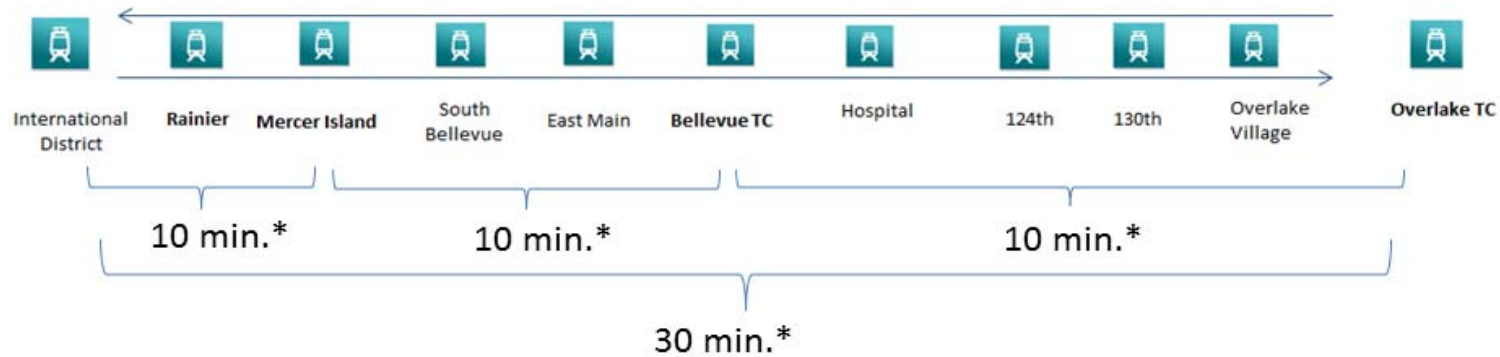 International
District
Rainier
Mercer Island
South
Bellevue
East Main
Bellevue TC
Hospital
124th
130th
Overlake
Village
Overlake TC
10 min.*
10 min.*
10 min.*
30 min.*